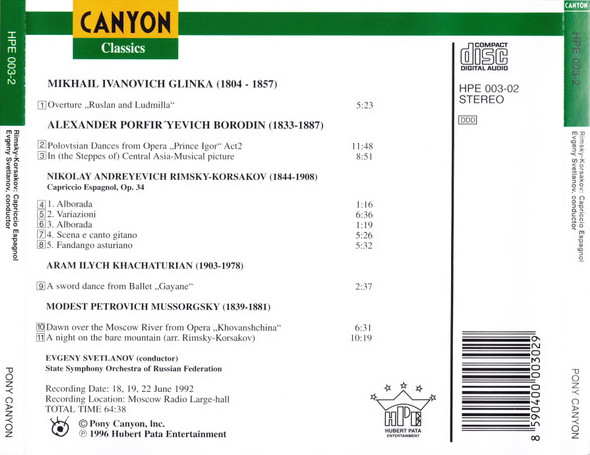 CANYON
Classics
COMPACT
disc
DIGITAL AUDIO
HPE 003-02
STEREO
DDD
MIKHAIL IVANOVICH GLINKA (1804 - 1857)
1 Overture „Ruslan and Ludmilla„ 5:23
ALEXANDER PORFIR´YEVICH BORODIN (1833-1887)
2 Polovtsian Dances from Opera „Prince Igor„ Act2 11:48
3 In (the Steppes of) Central Asia-Musical picture 8:51
NIKOLAY ANDREYEVICH RIMSKY-KORSAKOV (1844-1908)
Capriccio Espagnol, Op. 34
4 1. Alborada 1:16
5 2. Variazioni 6:36
6 3. Alborada 1:19
7 4. Scena e canto gitano 5:26
8 5. Fandango asturiano 5:32
ARAM ILYCH KHACHATURIAN (1903-1978)
9 A sword dance from Ballet „Gayane„ 2:37
MODEST PETROVICH MUSSORGSKY (1839-1881)
10 Dawn over the Moscow River from Opera „Khovanshchina„ 6:31
11 A night on the bare mountain (arr. Rimsky-Korsakov) 10:19
EVGENY SVETLANOV (conductor)
State Symphony Orchestra of Russian Federation
Recording Date: 18, 19, 22 June 1992
Recording Location: Moscow Radio Large-hall
TOTAL TIME 64:38
© Pony Canyon, Inc.
℗ 1996 Hubert Pata Entertainment
HPE
HUBERT PATA
ENTERTAINMENT
8 590400 003029
HPE 003-2
Rimsky-Korsakov: Capriccio Espagnol
Evgeny Svetlanov, conductor
PONY CANYON
CANYON
HPE 003-2
Rimsky-Korsakov: Capriccio Espagnol
Evgeny Svetlanov, conductor
PONY CANYON